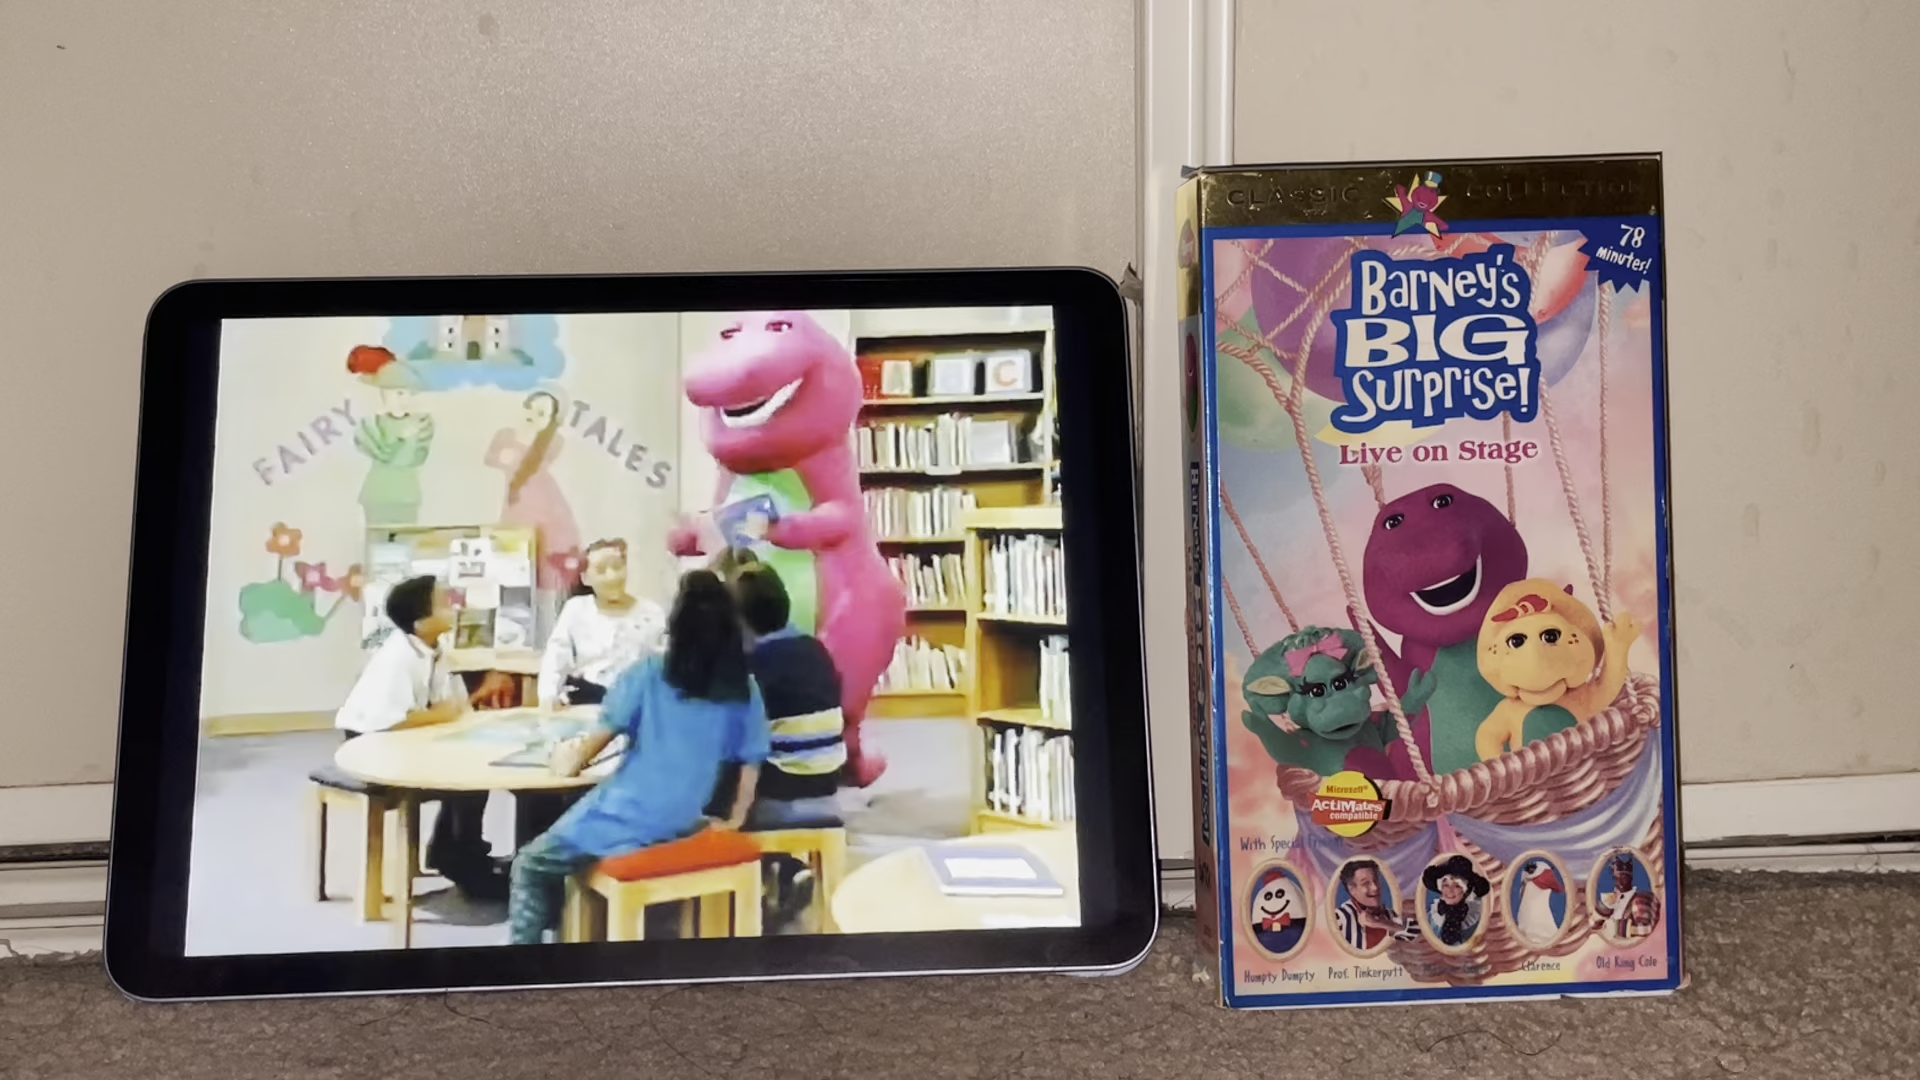 FAIRY TALES
C
CLASSIC COLLECTION
78
minutes!
Barney's
BIG
Surprise!
Live on Stage
Microsoft
ActiMates
compatible
With Special
Humpty Dumpty
Prof. Tinkerputt
Clarence
Old King Cole